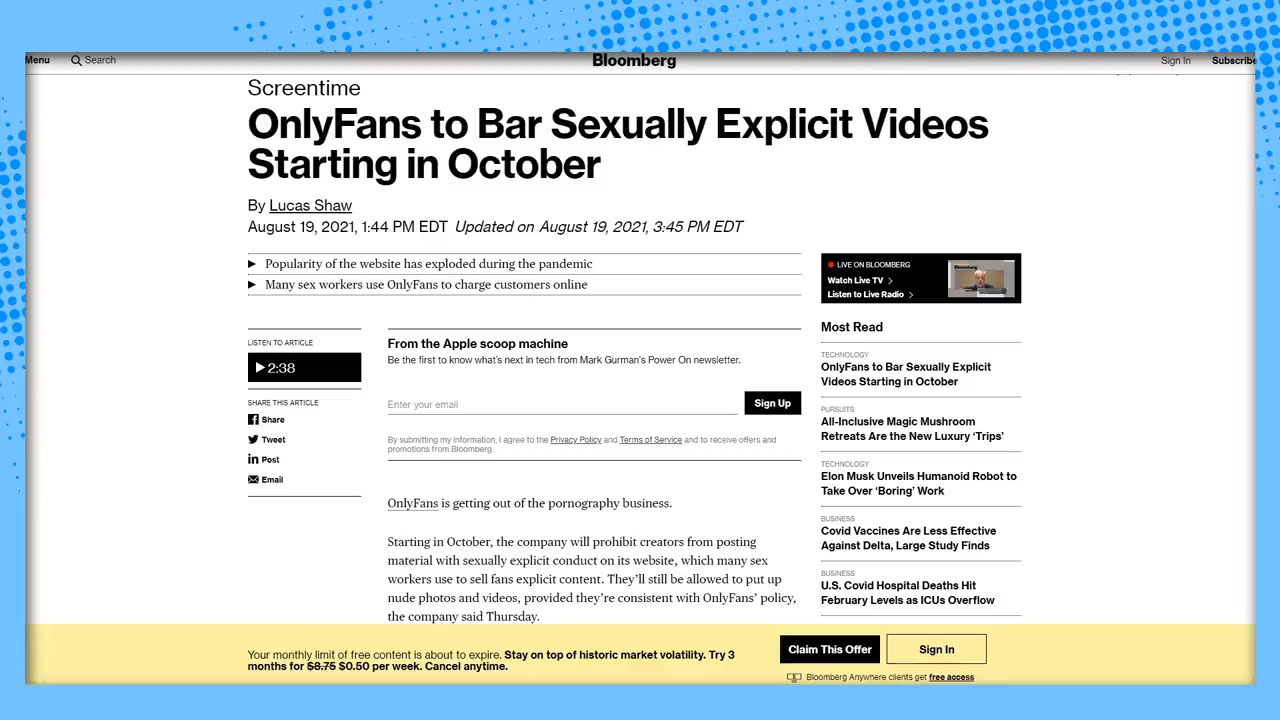 Menu
Search
Bloomberg
Sign In
Subscribe
Screentime
OnlyFans to Bar Sexually Explicit Videos
Starting in October
By Lucas Shaw
August 19, 2021, 1:44 PM EDT Updated on August 19, 2021, 3:45 PM EDT
Popularity of the website has exploded during the pandemic
Many sex workers use OnlyFans to charge customers online
LISTEN TO ARTICLE
2:38
SHARE THIS ARTICLE
Share
Tweet
Post
Email
From the Apple scoop machine
Be the first to know what's next in tech from Mark Gurman's Power On newsletter.
Enter your email
Sign Up
By submitting my information, I agree to the Privacy Policy and Terms of Service and to receive offers and
promotions from Bloomberg.
OnlyFans is getting out of the pornography business.
Starting in October, the company will prohibit creators from posting
material with sexually explicit conduct on its website, which many sex
workers use to sell fans explicit content. They'll still be allowed to put up
nude photos and videos, provided they're consistent with OnlyFans' policy,
the company said Thursday.
LIVE ON BLOOMBERG
Watch Live TV
Listen to Live Radio
Bloomberg
Most Read
TECHNOLOGY
OnlyFans to Bar Sexually Explicit
Videos Starting in October
PURSUITS
All-Inclusive Magic Mushroom
Retreats Are the New Luxury 'Trips'
TECHNOLOGY
Elon Musk Unveils Humanoid Robot to
Take Over 'Boring' Work
BUSINESS
Covid Vaccines Are Less Effective
Against Delta, Large Study Finds
BUSINESS
U.S. Covid Hospital Deaths Hit
February Levels as ICUs Overflow
Your monthly limit of free content is about to expire. Stay on top of historic market volatility. Try 3
months for $8.75 $0.50 per week. Cancel anytime.
Claim This Offer
Sign In
Bloomberg Anywhere clients get free access